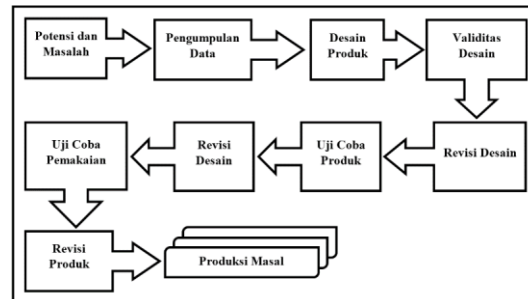 Potensi dan
Masalah
Pengumpulan
Data
Desain
Produk
Validitas
Desain
Revisi Desain
Uji Coba
Produk
Revisi
Desain
Uji Coba
Pemakaian
Revisi
Produk
Produksi Masal